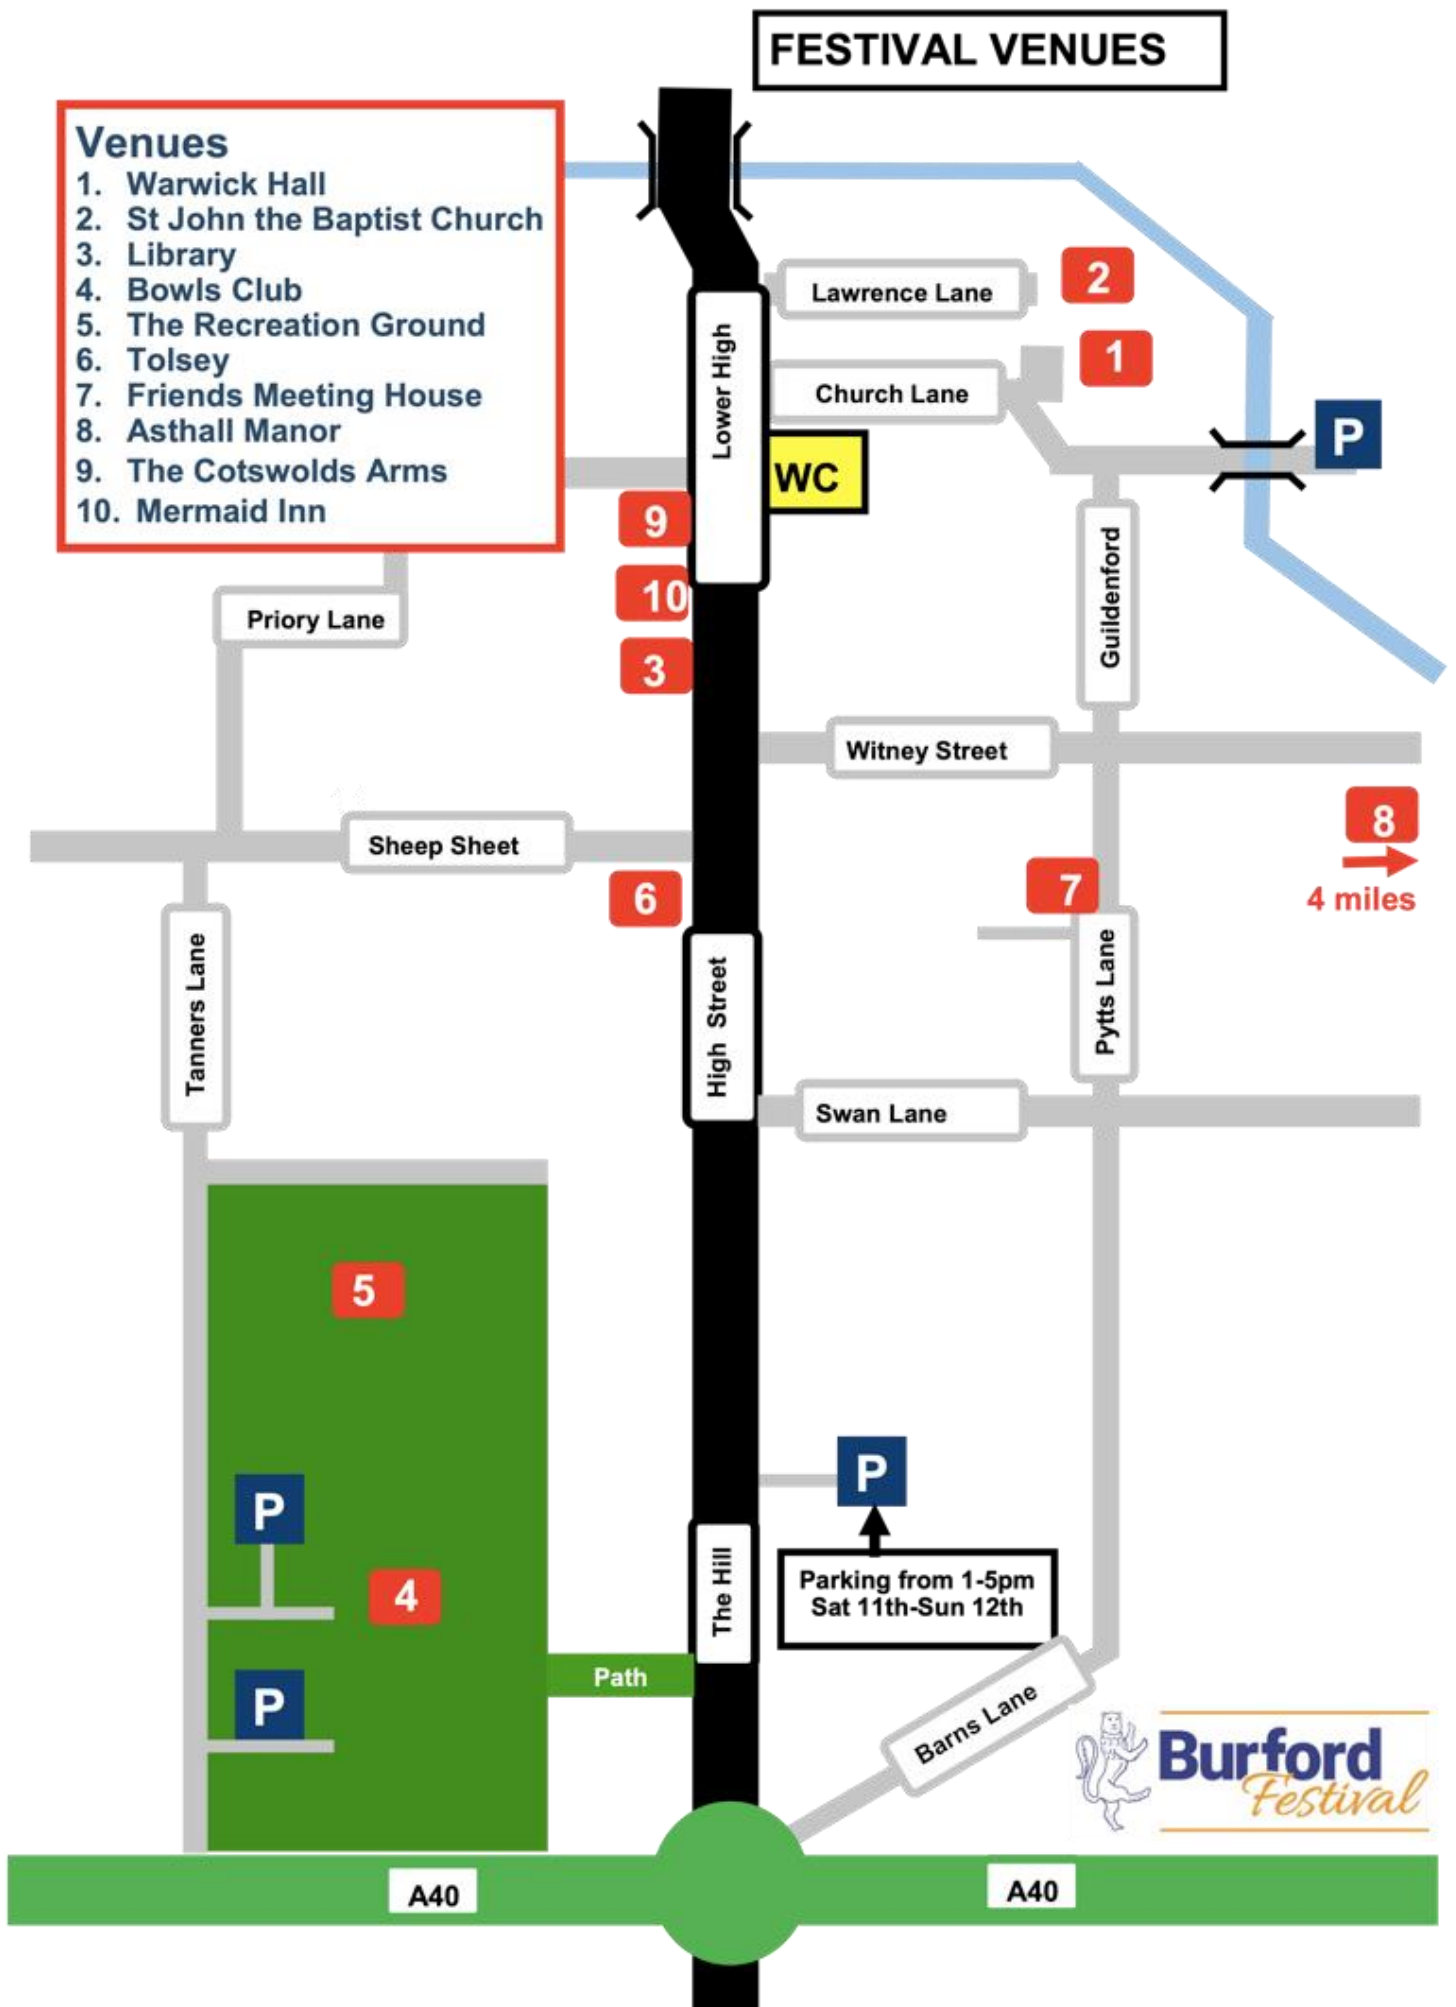 FESTIVAL VENUES
Venues
1. Warwick Hall
2. St John the Baptist Church
3. Library
4. Bowls Club
5. The Recreation Ground
6. Tolsey
7. Friends Meeting House
8. Asthall Manor
9. The Cotswolds Arms
10. Mermaid Inn
Lawrence Lane
2
Lower High
1
Church Lane
P
WC
9
Guildenford
10
Priory Lane
3
Witney Street
8
Sheep Sheet
6
7
4 miles
Tanners Lane
High Street
Pytts Lane
Swan Lane
5
P
P
4
The Hill
Parking from 1-5pm
Sat 11th-Sun 12th
Path
P
Barns Lane
Burford
Festival
A40
A40